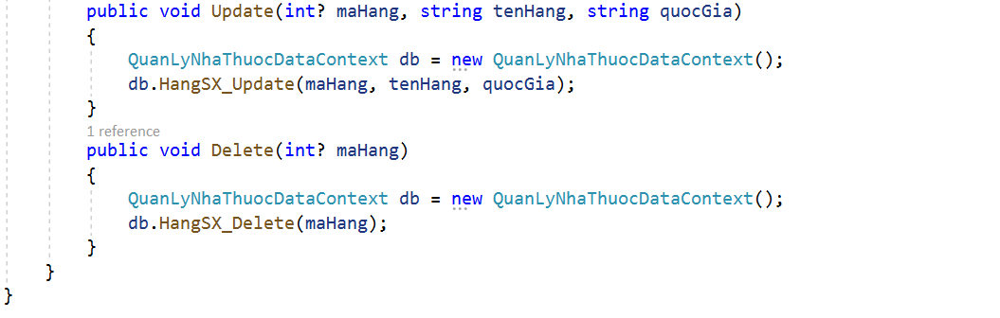 public void Update(int? maHang, string tenHang, string quocGia)
{
QuanLyNhaThuocDataContext db = new QuanLyNhaThuocDataContext();
db.HangSX_Update(maHang, tenHang, quocGia);
}
1 reference
public void Delete(int? maHang)
{
QuanLyNhaThuocDataContext db = new QuanLyNhaThuocDataContext();
db.HangSX_Delete(maHang);
}
}
}